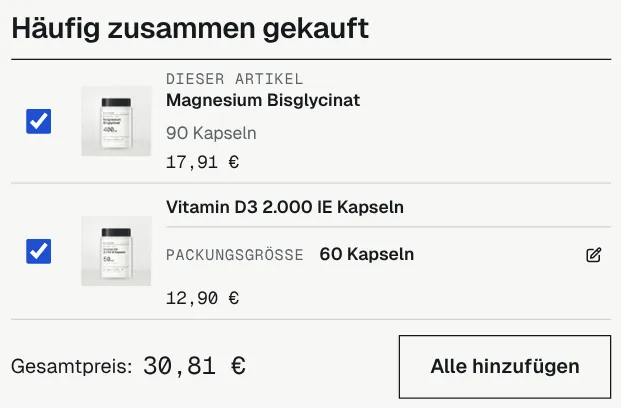 Häufig zusammen gekauft
DIESER ARTIKEL
Magnesium Bisglycinat
90 Kapseln
17,91 €
Vitamin D3 2.000 IE Kapseln
PACKUNGSGRÖSSE 60 Kapseln
12,90 €
Gesamtpreis: 30,81 €
Alle hinzufügen